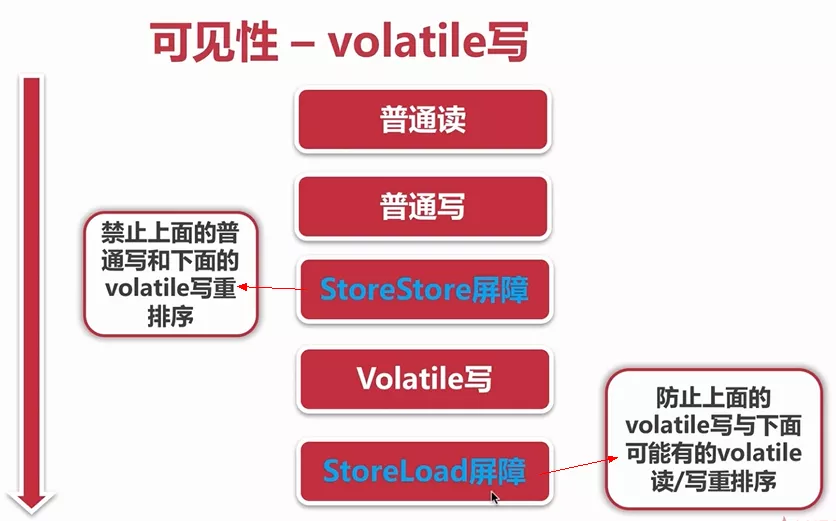 可见性 – volatile写
普通读
普通写
禁止上面的普
通写和下面的
volatile写重
排序
StoreStore屏障
Volatile写
StoreLoad屏障
防止上面的
volatile写与下面
可能有的volatile
读/写重排序